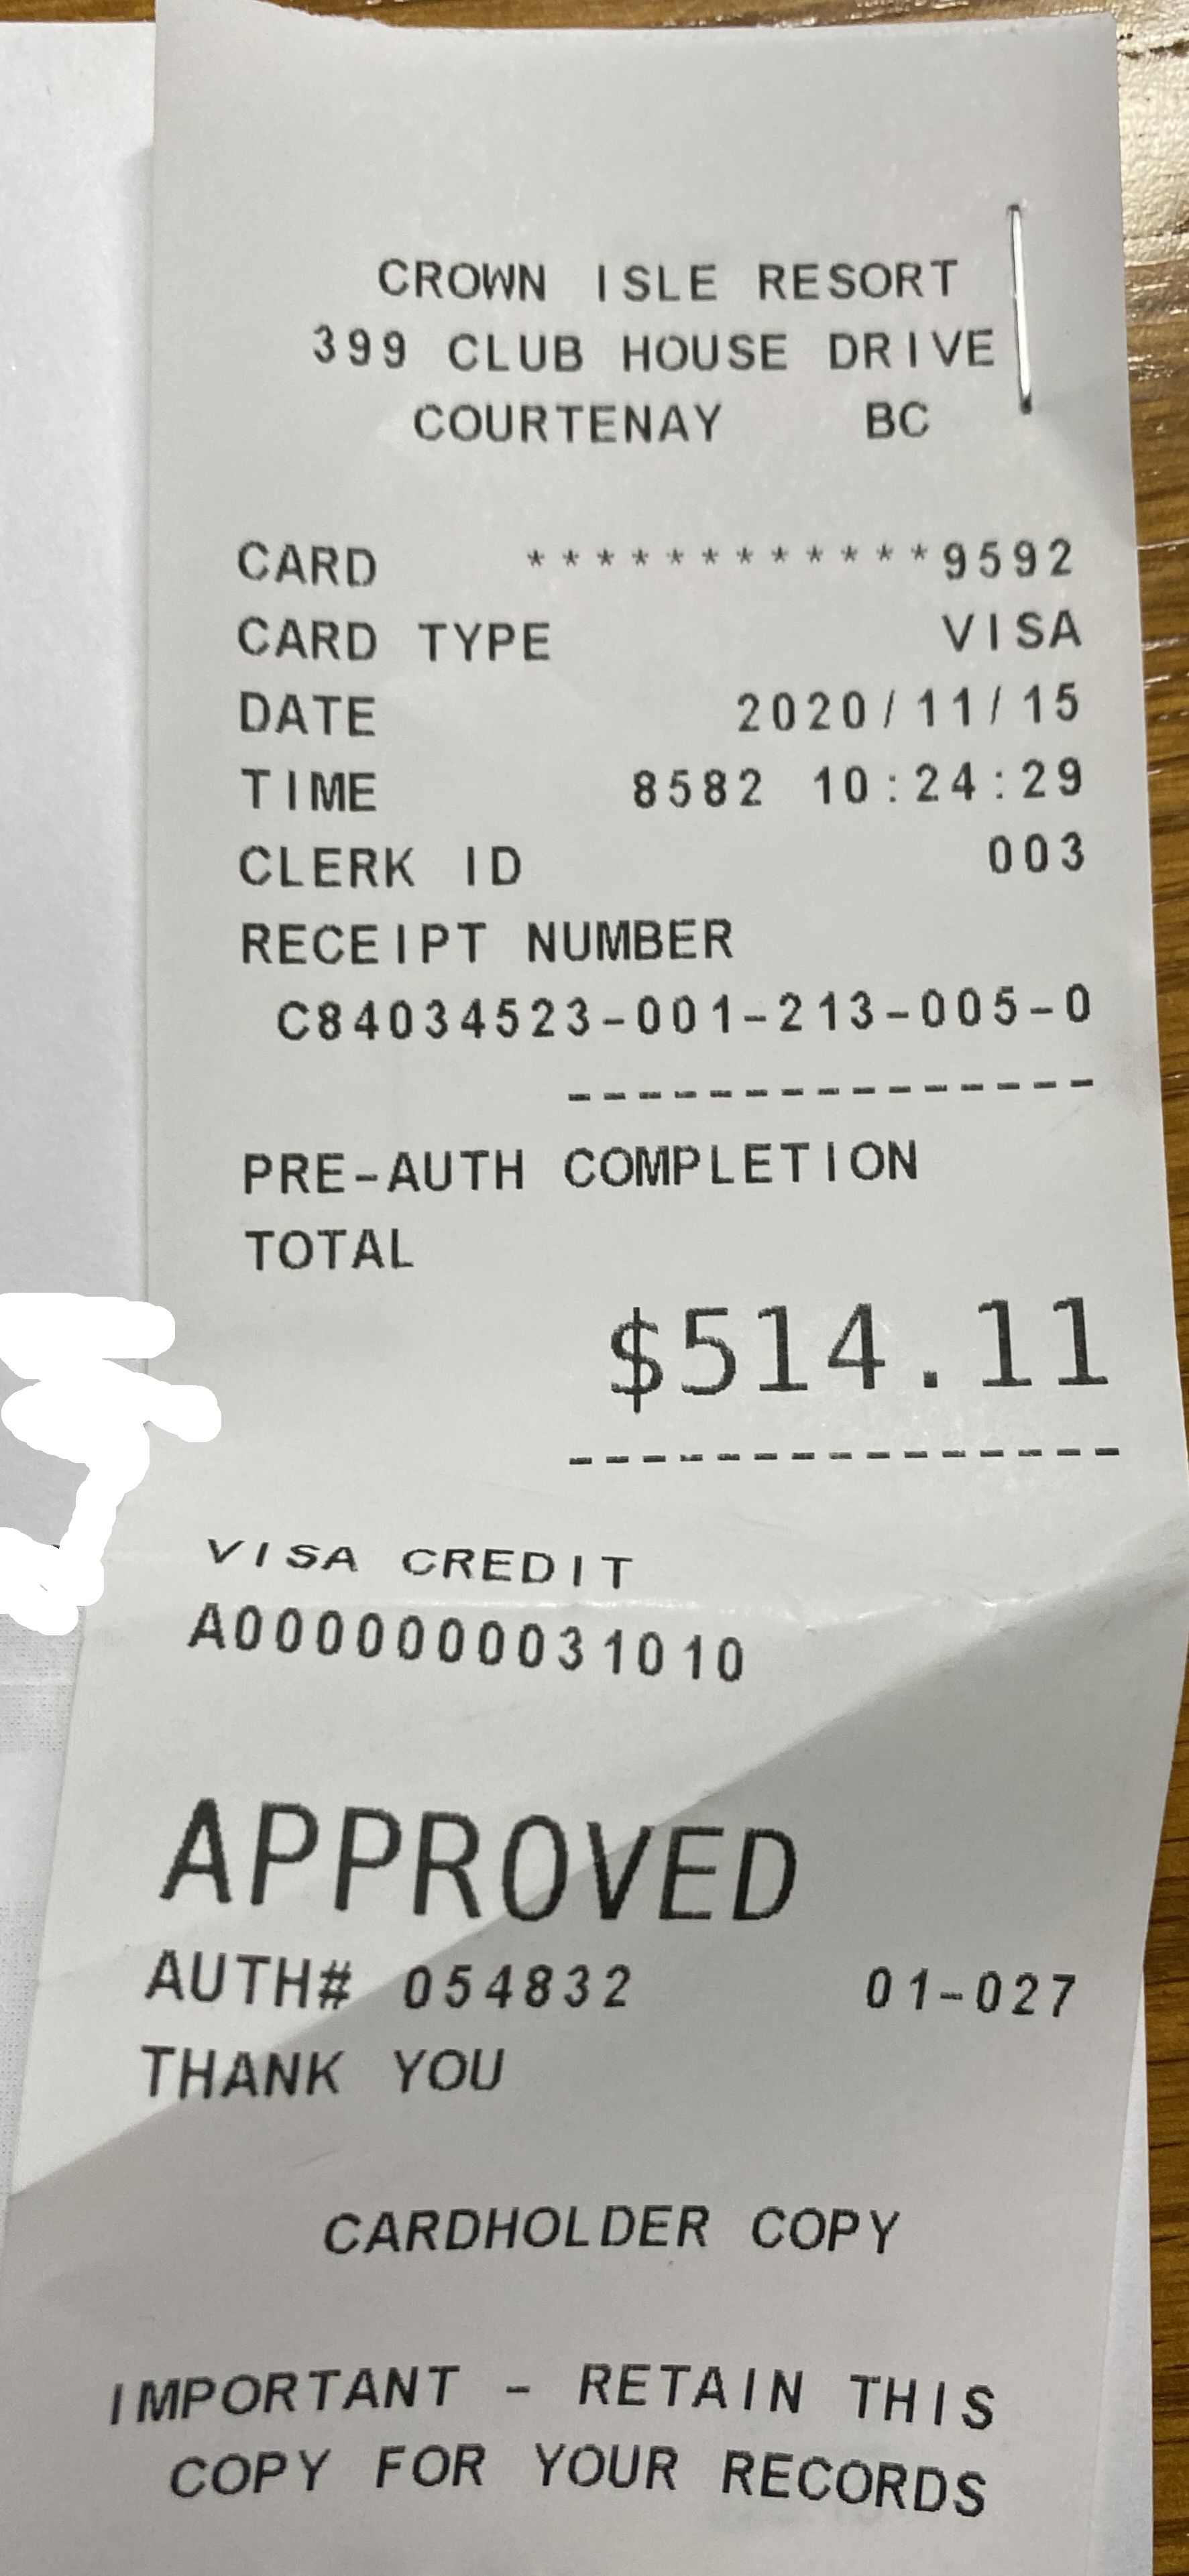 CROWN ISLE RESORT
399 CLUB HOUSE DRIVE
COURTENAY BC
CARD ************9592
CARD TYPE VISA
DATE 2020/11/15
TIME 8582 10:24:29
CLERK ID 003
RECEIPT NUMBER
C84034523-001-213-005-0
---------------
PRE-AUTH COMPLETION
TOTAL
$514.11
---------------
VISA CREDIT
A0000000031010
APPROVED
AUTH# 054832 01-027
THANK YOU
CARDHOLDER COPY
IMPORTANT - RETAIN THIS
COPY FOR YOUR RECORDS